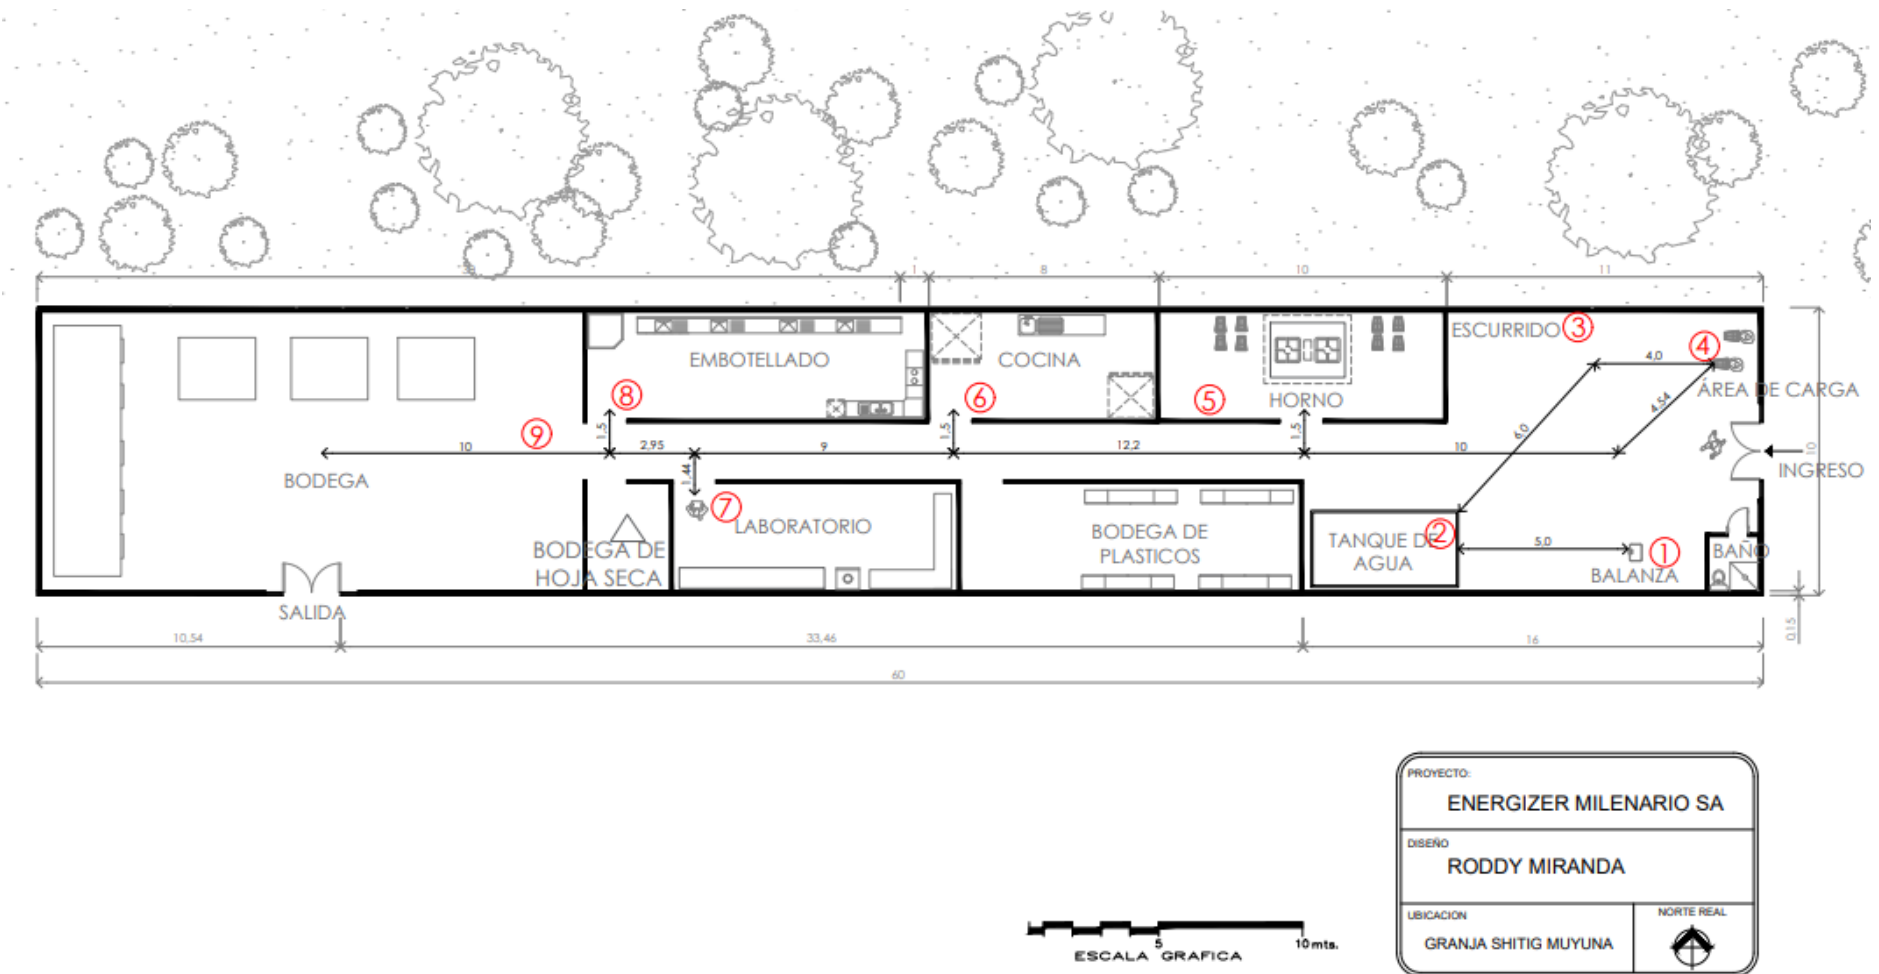 1
8
10
11
ESCURRIDO 3
4
4,0
EMBOTELLADO
COCINA
ÁREA DE CARGA
8
6
5
HORNO
4,54
6,0
9
1,5
1,5
1,5
10
2,95
9
12,2
10
10
INGRESO
BODEGA
1,44
7
LABORATORIO
BODEGA DE
PLASTICOS
TANQUE DE
AGUA
2
5,0
1
BAÑO
BALANZA
BODEGA DE
HOJA SECA
SALIDA
0,15
10,54
33,46
16
60
PROYECTO:
ENERGIZER MILENARIO SA
DISEÑO
RODDY MIRANDA
UBICACION
GRANJA SHITIG MUYUNA
NORTE REAL
5
10 mts.
ESCALA GRAFICA